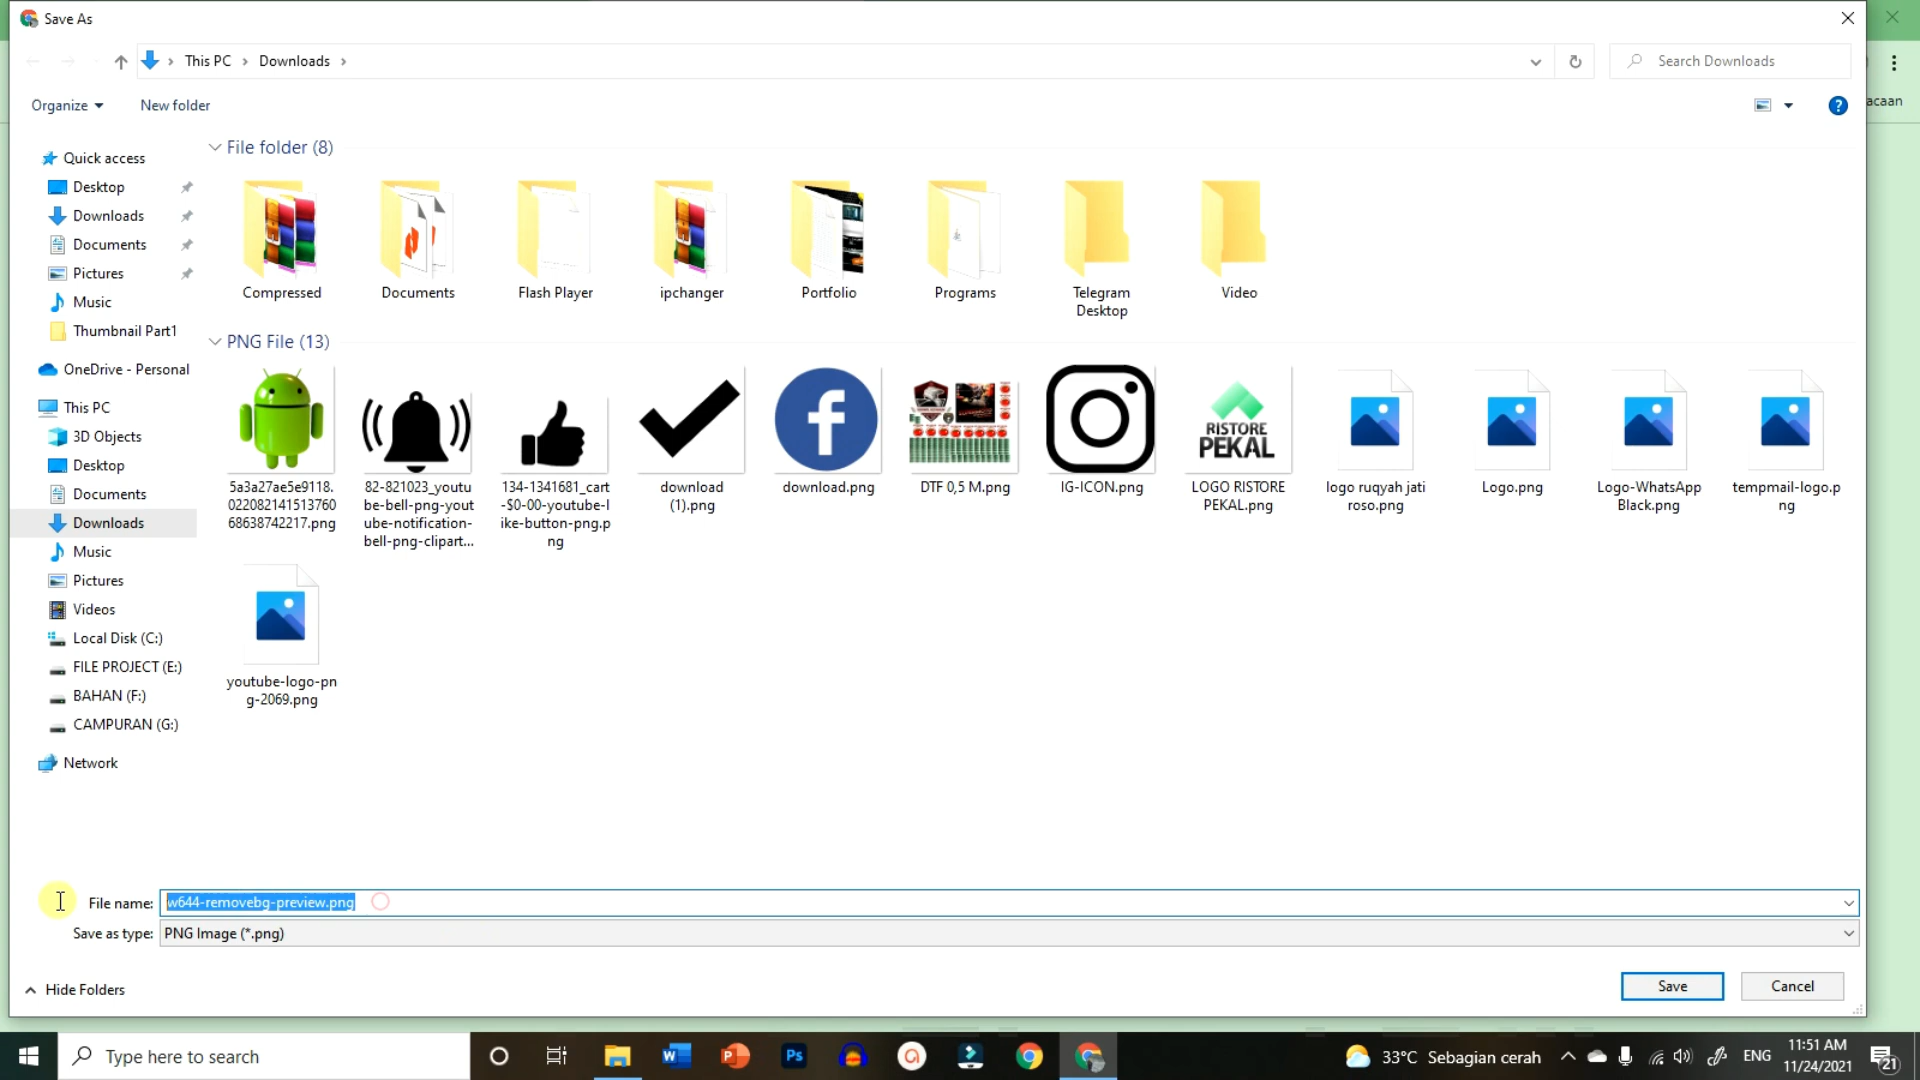 Save As
This PC
Downloads
Search Downloads
Organize
New folder
acaan
Quick access
Desktop
Downloads
Documents
Pictures
Music
Thumbnail Part1
OneDrive - Personal
This PC
3D Objects
Desktop
Documents
Downloads
Music
Pictures
Videos
Local Disk (C:)
FILE PROJECT (E:)
BAHAN (F:)
CAMPURAN (G:)
Network
File folder (8)
Compressed
Documents
Flash Player
ipchanger
Portfolio
Programs
Telegram
Desktop
Video
PNG File (13)
RISTORE
PEKAL
5a3a27ae5e9118.
022082141513760
68638742217.png
82-821023_youtu
be-bell-png-yout
ube-notification-
bell-png-clipart...
134-1341681_cart
-$0-00-youtube-l
ike-button-png.p
ng
download
(1).png
download.png
DTF 0,5 M.png
IG-ICON.png
LOGO RISTORE
PEKAL.png
logo ruqyah jati
roso.png
Logo.png
Logo-WhatsApp
Black.png
tempmail-logo.p
ng
youtube-logo-pn
g-2069.png
File name: w644-removebg-preview.png
Save as type: PNG Image (*.png)
Hide Folders
Save
Cancel
Type here to search
Ps
33°C Sebagian cerah
ENG
11:51 AM
11/24/2021
21